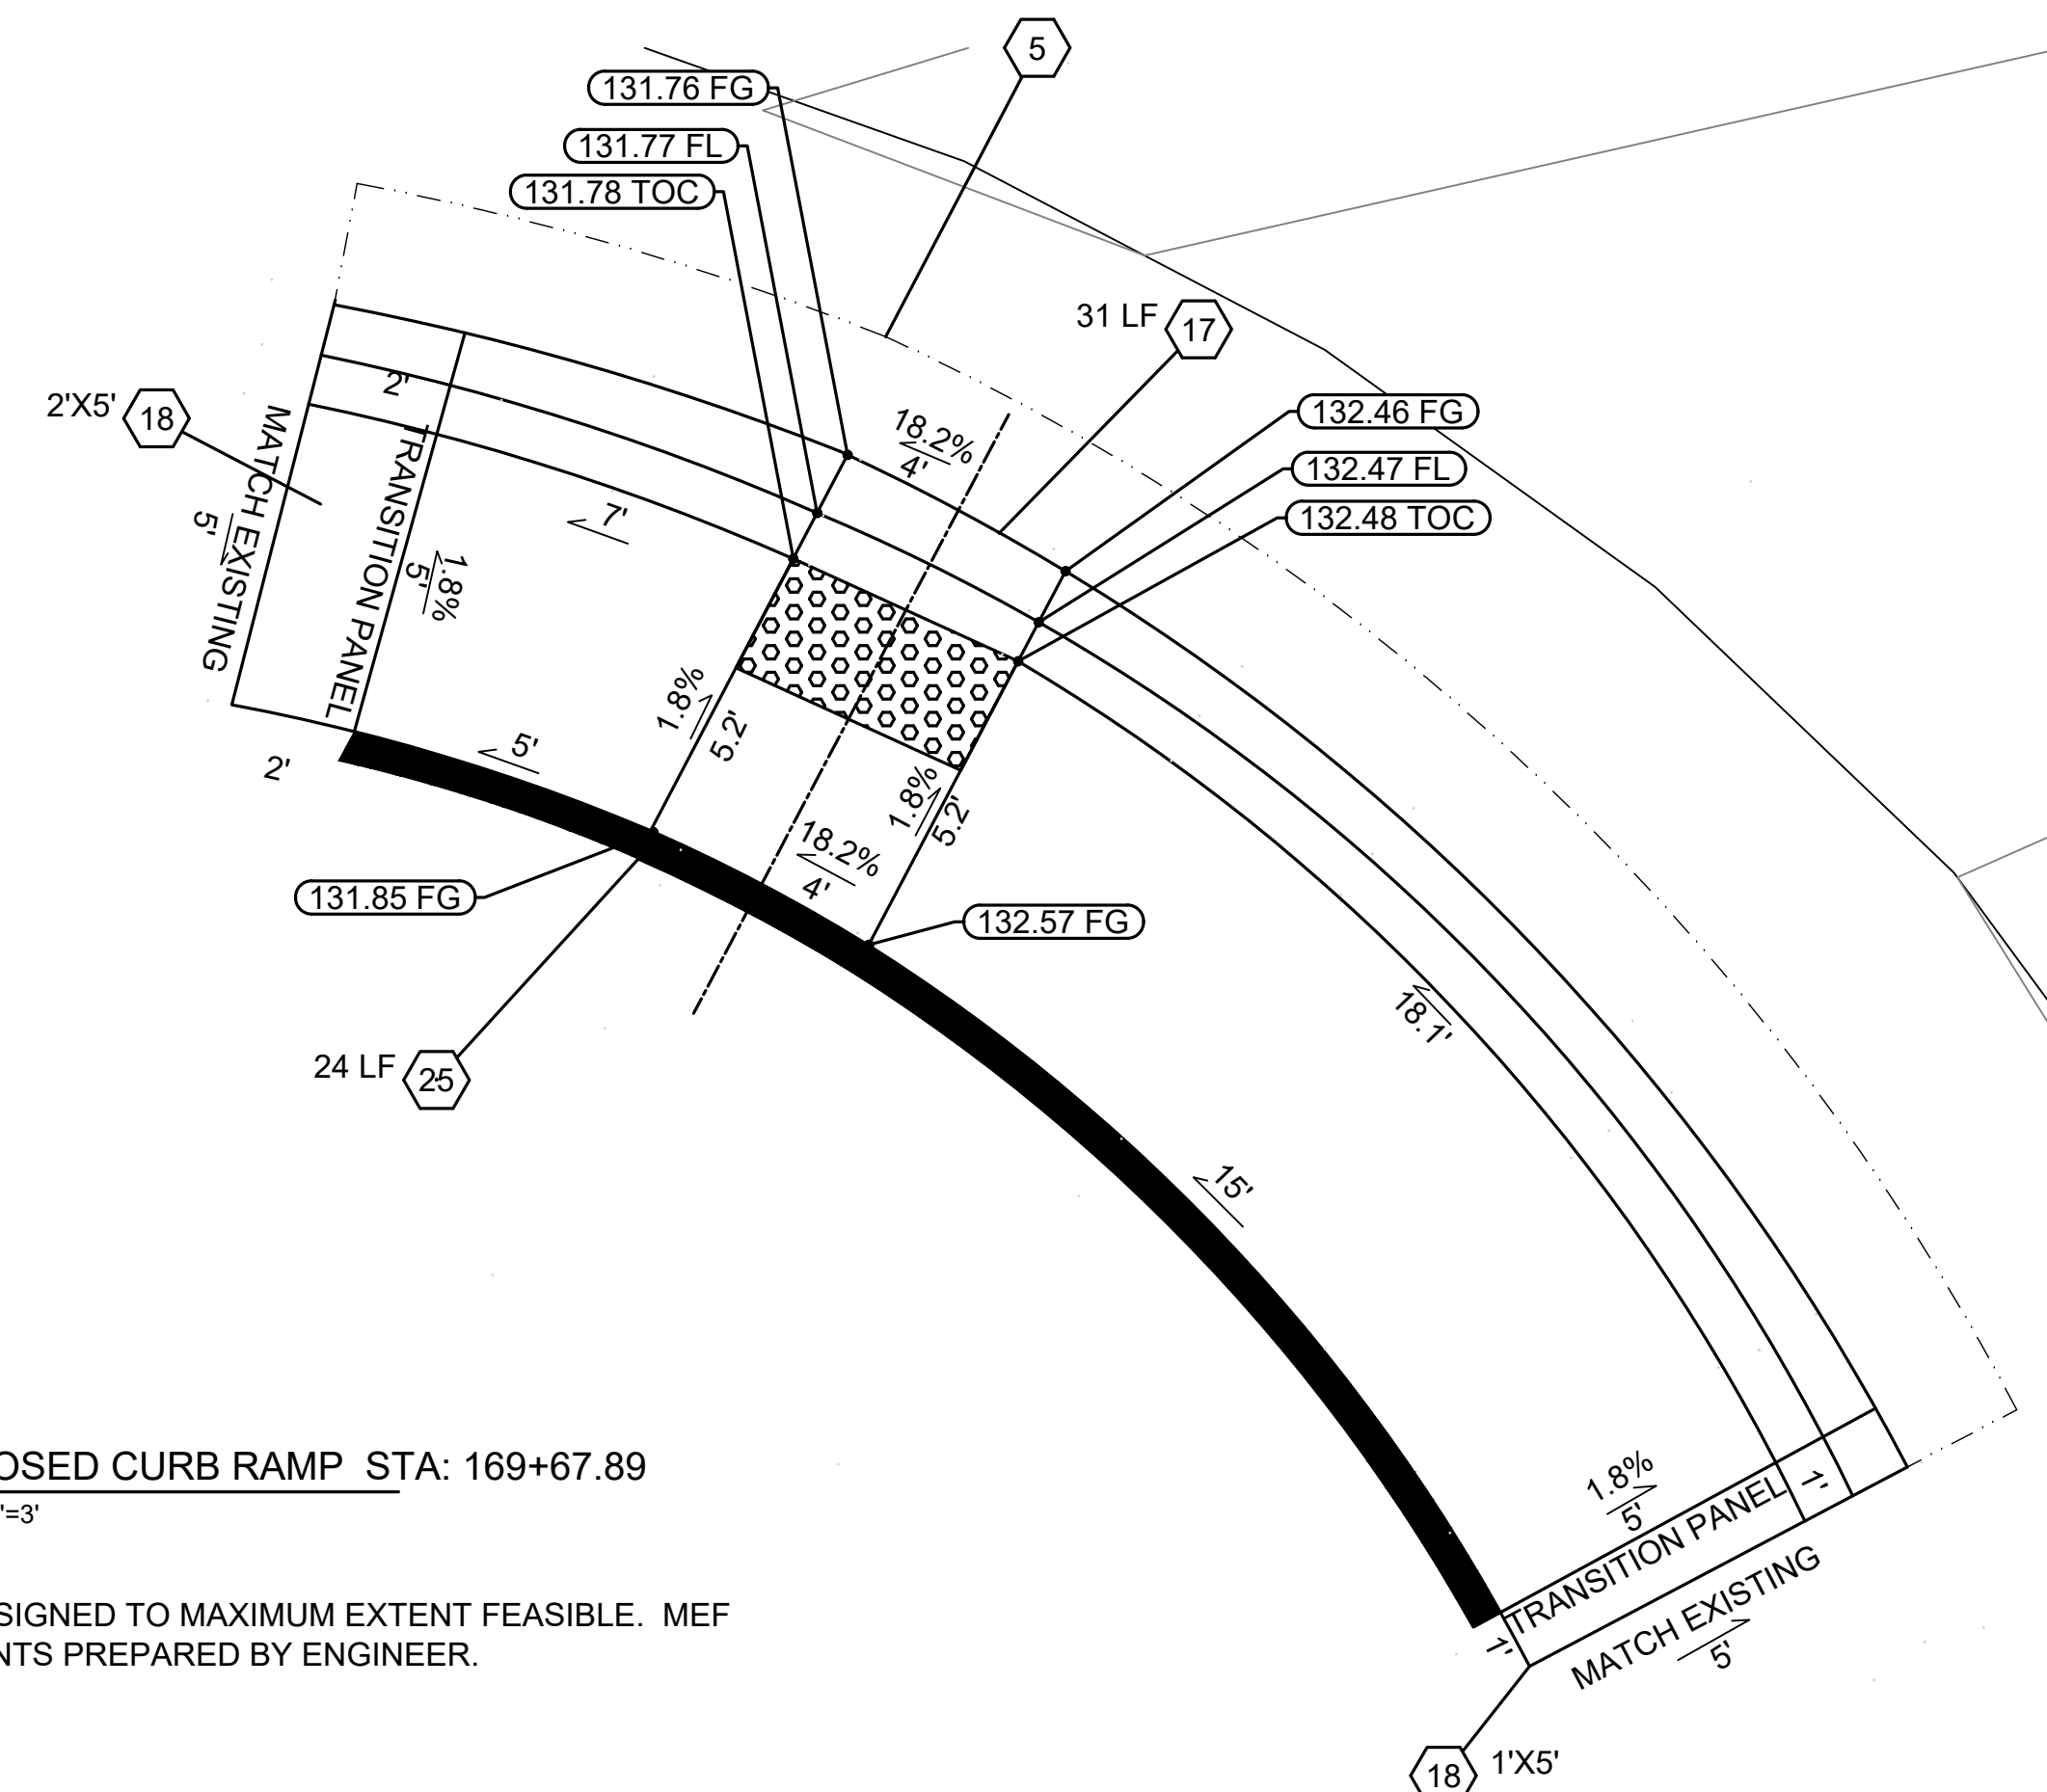 5
131.76 FG
131.77 FL
131.78 TOC
31 LF 17
2'X5' 18
2'
MATCH EXISTING
5'
TRANSITION PANEL
1.8%
5'
7'
18.2%
4'
132.46 FG
132.47 FL
132.48 TOC
1.8%
5.2'
2'
5'
1.8%
5.2'
18.2%
4'
131.85 FG
132.57 FG
24 LF 25
18.1'
15'
OSED CURB RAMP STA: 169+67.89
'=3'
1.8%
5'
TRANSITION PANEL
1'
1'
MATCH EXISTING
5'
SIGNED TO MAXIMUM EXTENT FEASIBLE. MEF
NTS PREPARED BY ENGINEER.
18 1'X5'